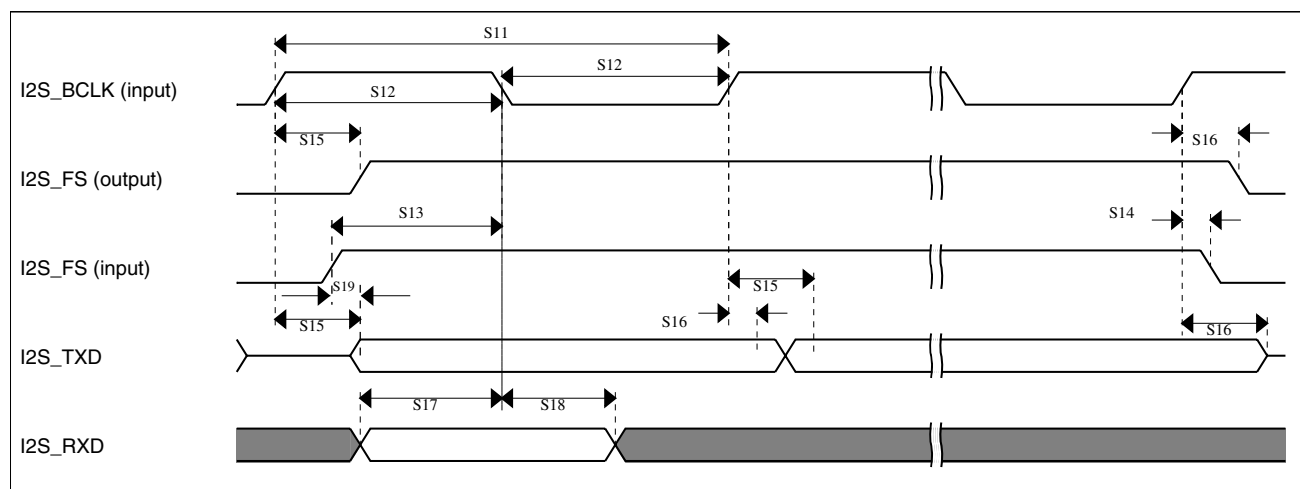 S11
I2S_BCLK (input)
S12
S12
S15
S16
I2S_FS (output)
S13
S14
I2S_FS (input)
S19
S15
S15
S16
S16
I2S_TXD
S17
S18
I2S_RXD